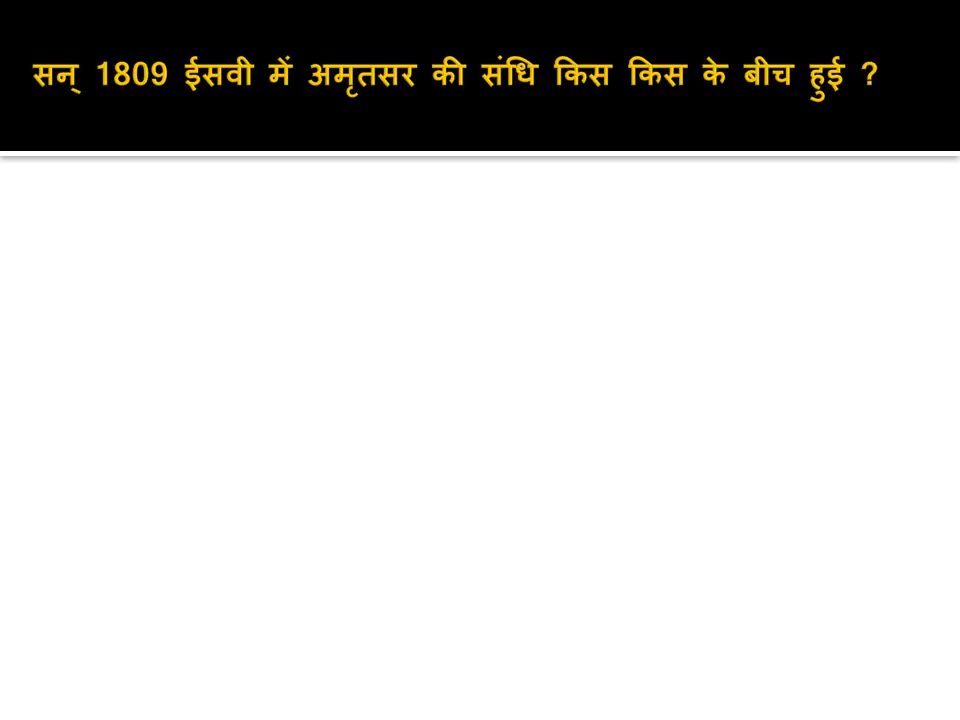 सन् 1809 ईसवी में अमृतसर की संधि किस किस के बीच हुई ?